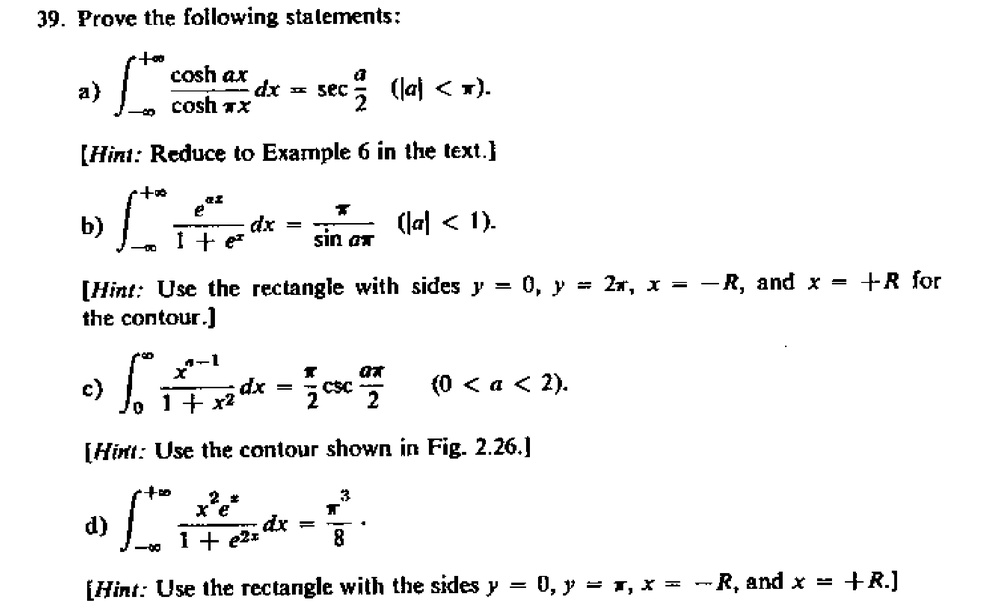 39. Prove the following statements:
a) ∫_{-∞}^{+∞} cosh ax / cosh πx dx = sec a/2 (|a| < π).
[Hint: Reduce to Example 6 in the text.]
b) ∫_{-∞}^{+∞} e^{ax} / (1 + e^x) dx = π / sin aπ (|a| < 1).
[Hint: Use the rectangle with sides y = 0, y = 2π, x = −R, and x = +R for
the contour.]
c) ∫_0^∞ x^{a−1} / (1 + x^2) dx = π/2 csc aπ/2 (0 < a < 2).
[Hint: Use the contour shown in Fig. 2.26.]
d) ∫_{-∞}^{+∞} x^2 e^x / (1 + e^{2x}) dx = π^3 / 8 .
[Hint: Use the rectangle with the sides y = 0, y = π, x = −R, and x = +R.]